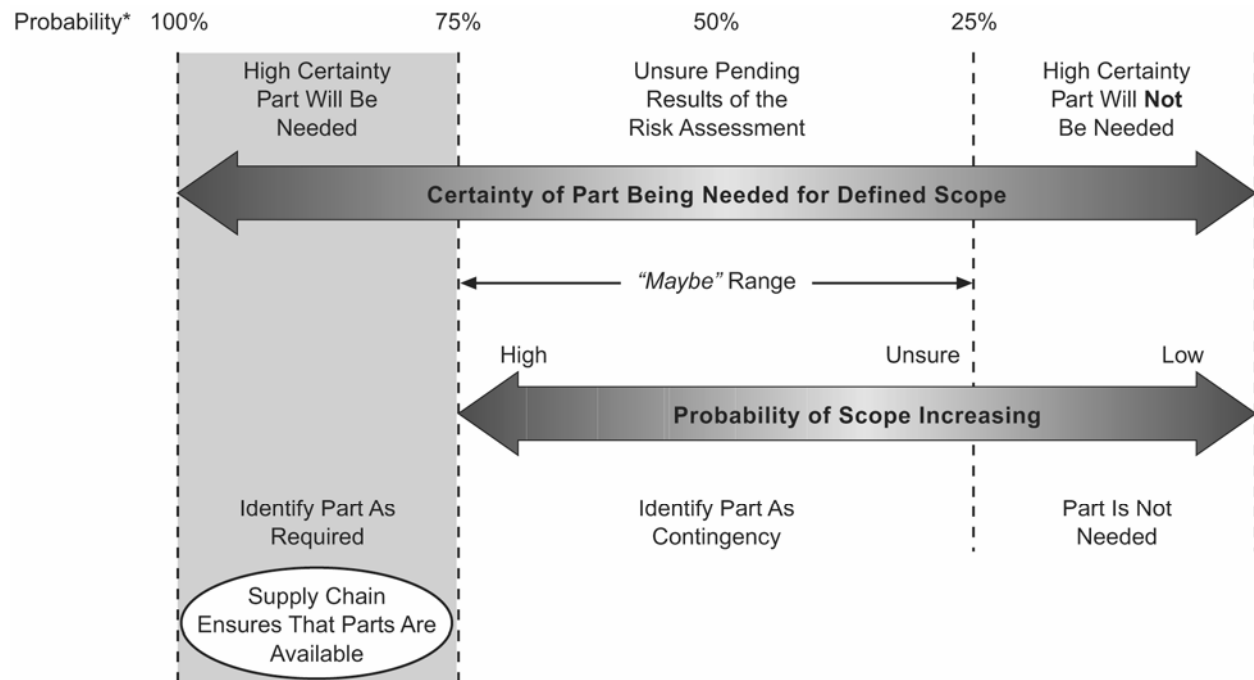 Probability* 100% 75% 50% 25%
High Certainty
Part Will Be
Needed
Unsure Pending
Results of the
Risk Assessment
High Certainty
Part Will Not
Be Needed
Certainty of Part Being Needed for Defined Scope
“Maybe” Range
High Unsure Low
Probability of Scope Increasing
Identify Part As
Required
Identify Part As
Contingency
Part Is Not
Needed
Supply Chain
Ensures That Parts Are
Available